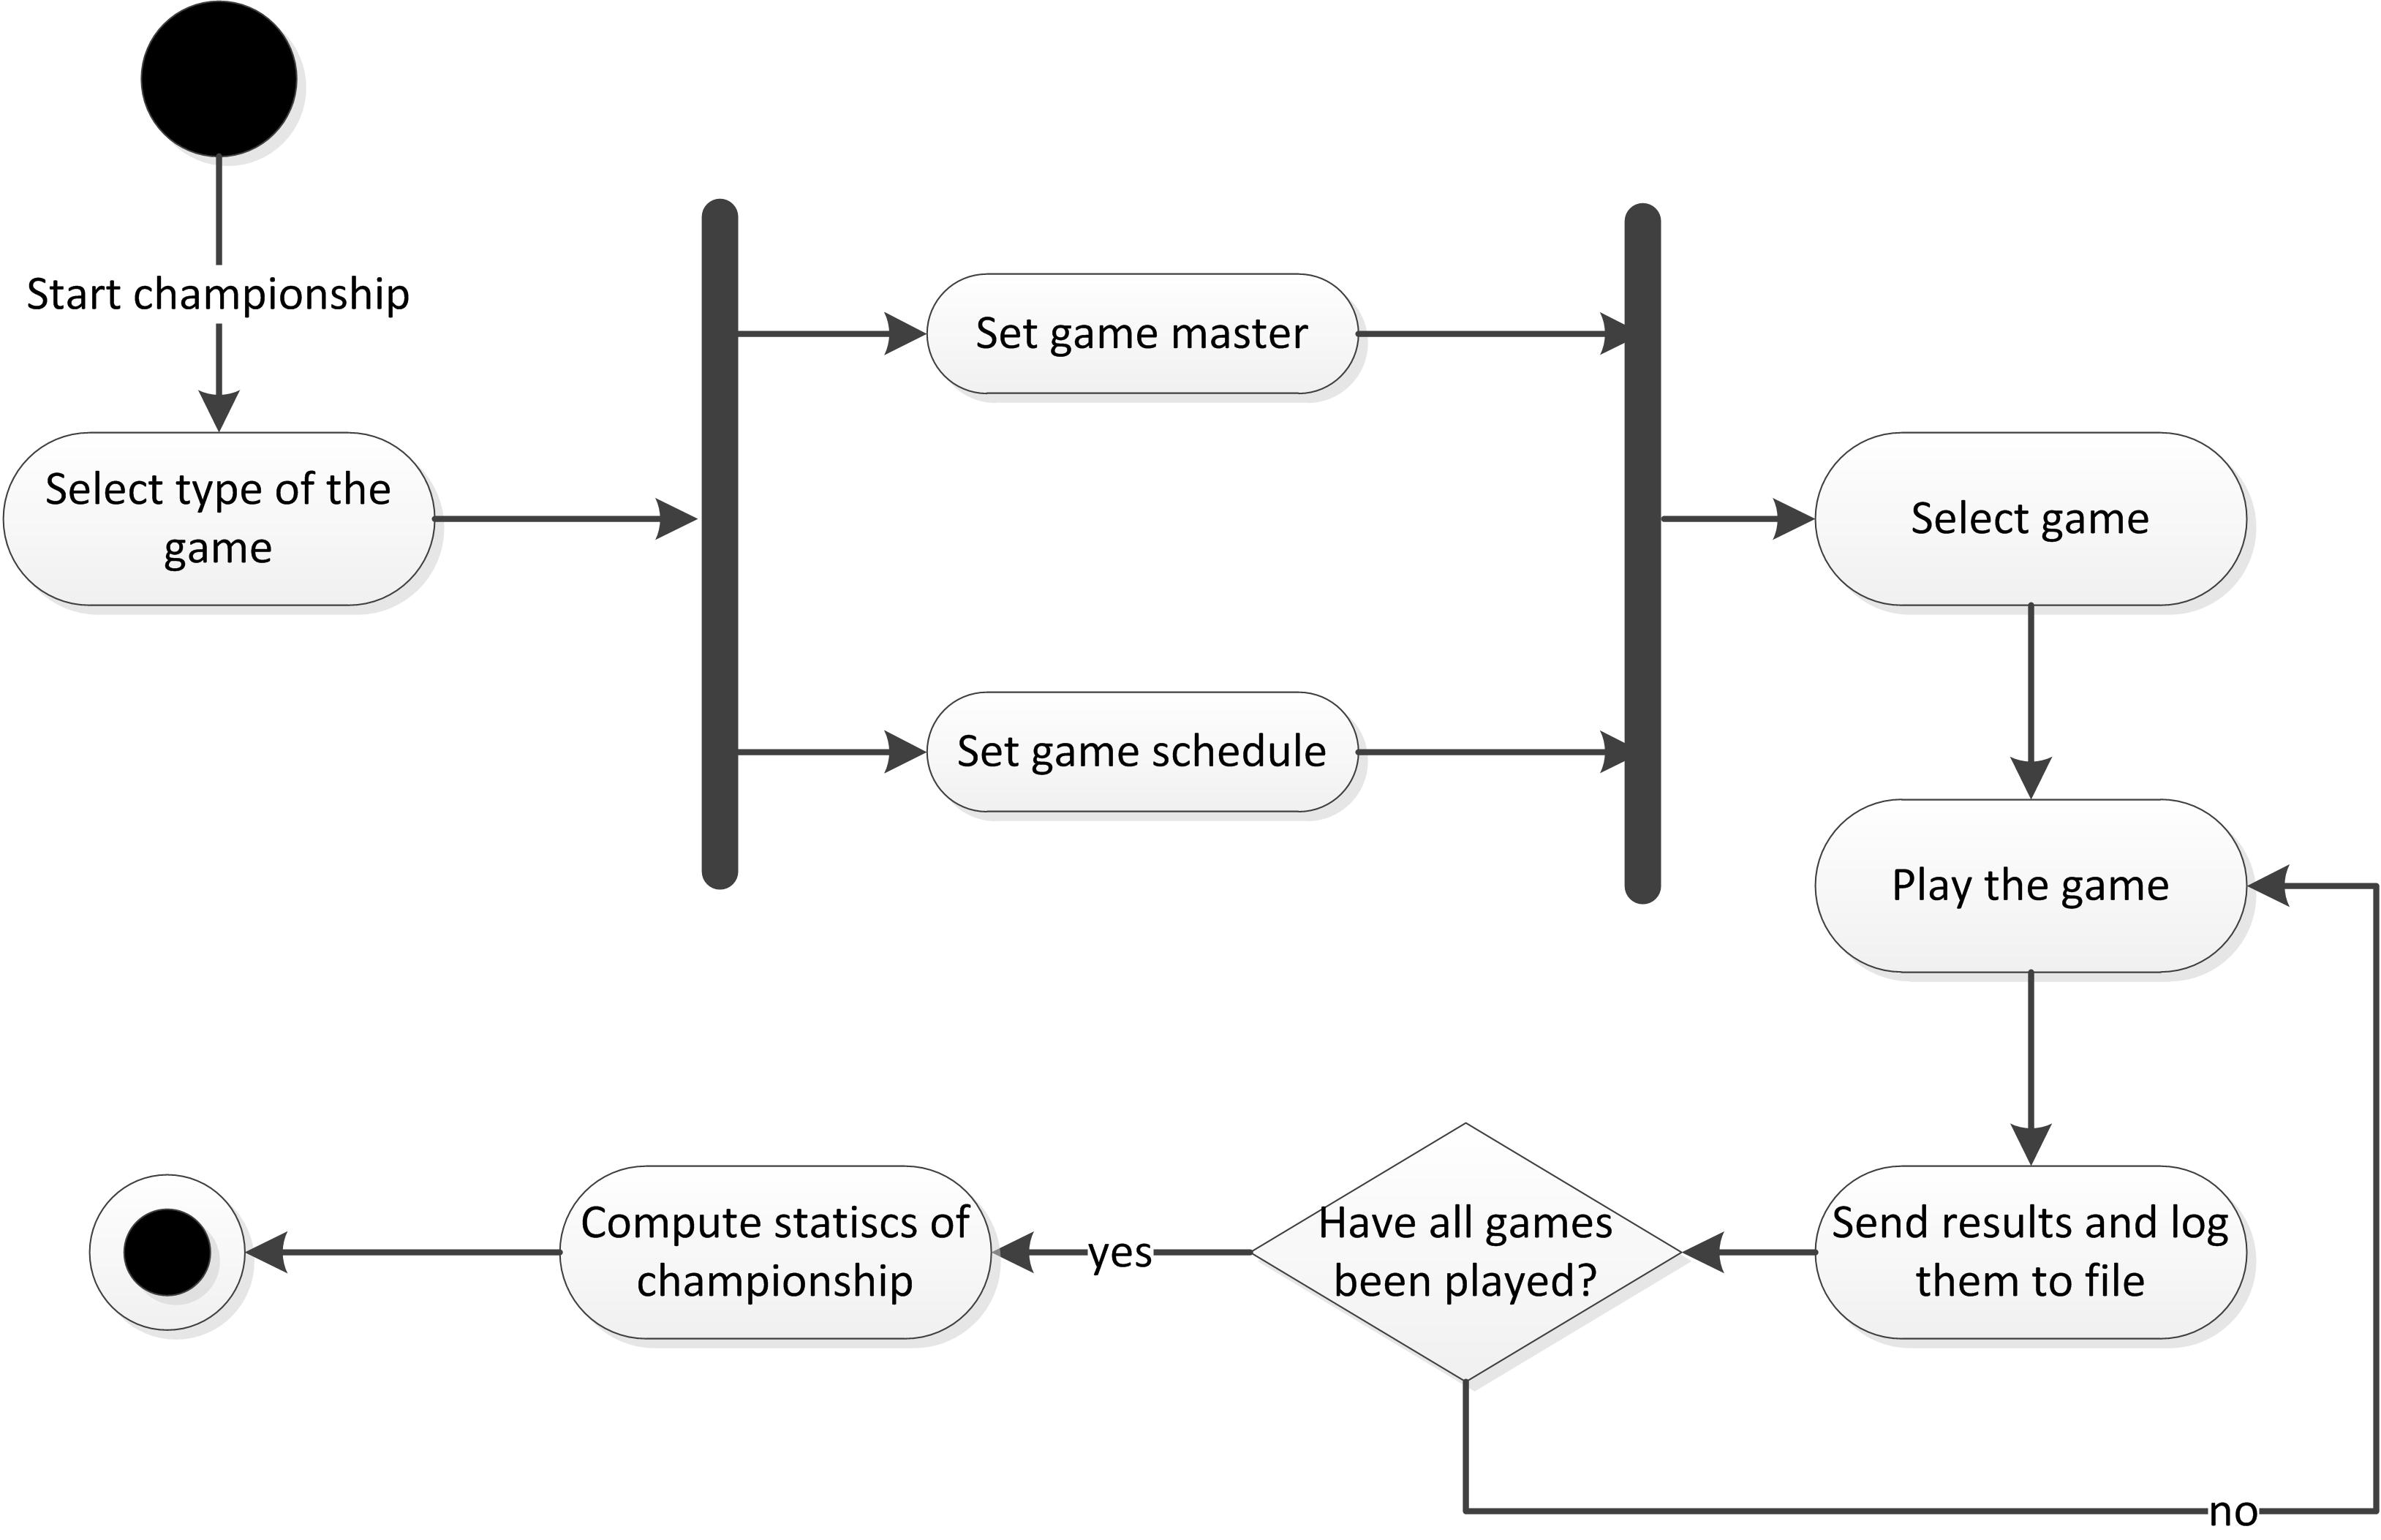 Start championship
Select type of the
game
Set game master
Set game schedule
Select game
Play the game
Send results and log
them to file
Have all games
been played?
yes
no
Compute statiscs of
championship